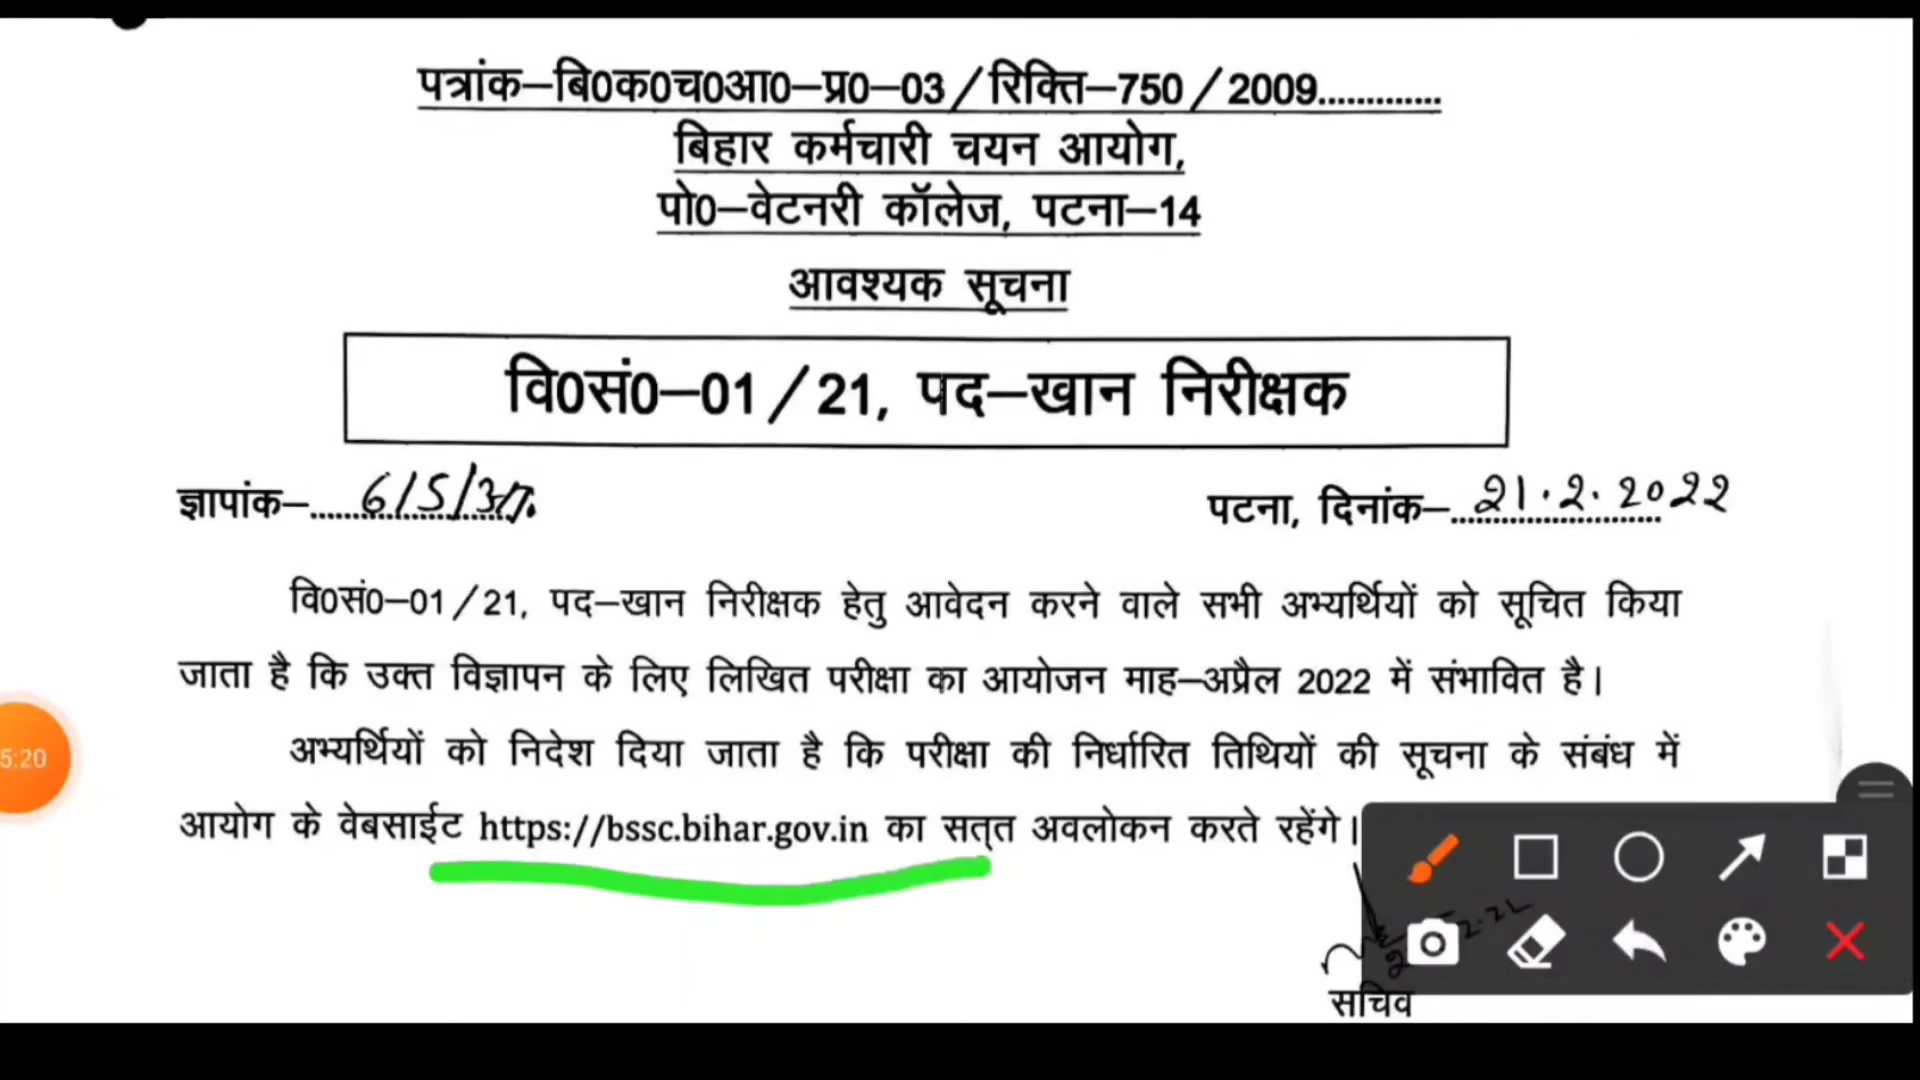 पत्रांक–बि0क0च0आ0–प्र0–03/रिक्ति–750/2009.............
बिहार कर्मचारी चयन आयोग,
पो0–वेटनरी कॉलेज, पटना–14
आवश्यक सूचना
वि0सं0–01/21, पद–खान निरीक्षक
ज्ञापांक–.... पटना, दिनांक–21.2.2022
वि0सं0–01/21, पद–खान निरीक्षक हेतु आवेदन करने वाले सभी अभ्यर्थियों को सूचित किया
जाता है कि उक्त विज्ञापन के लिए लिखित परीक्षा का आयोजन माह–अप्रैल 2022 में संभावित है।
अभ्यर्थियों को निदेश दिया जाता है कि परीक्षा की निर्धारित तिथियों की सूचना के संबंध में
आयोग के वेबसाईट https://bssc.bihar.gov.in का सत्त अवलोकन करते रहेंगे।
5:20
सचिव